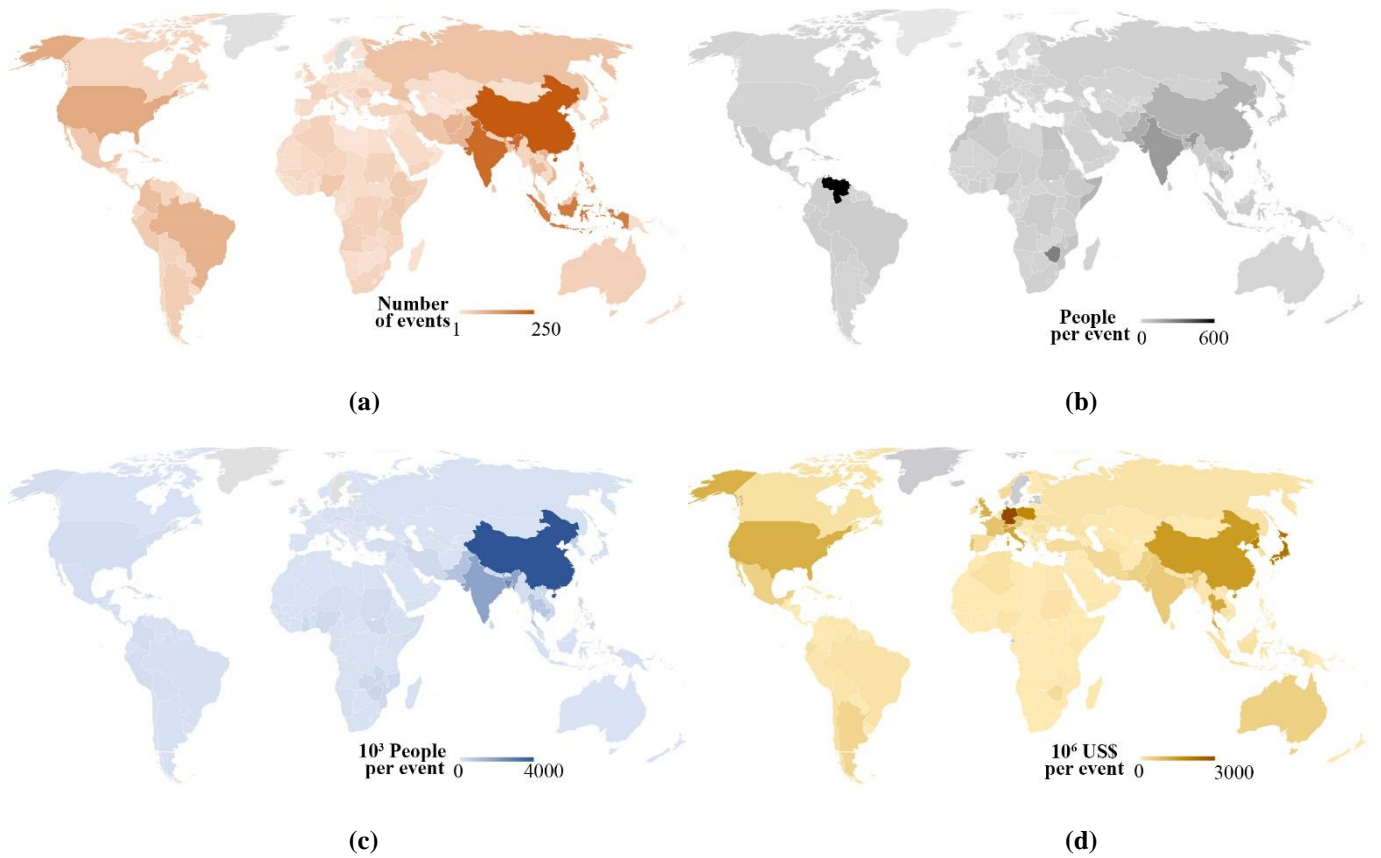 Number
of events
1 250
(a)
People
per event
0 600
(b)
10³ People
per event
0 4000
(c)
10⁶ US$
per event
0 3000
(d)